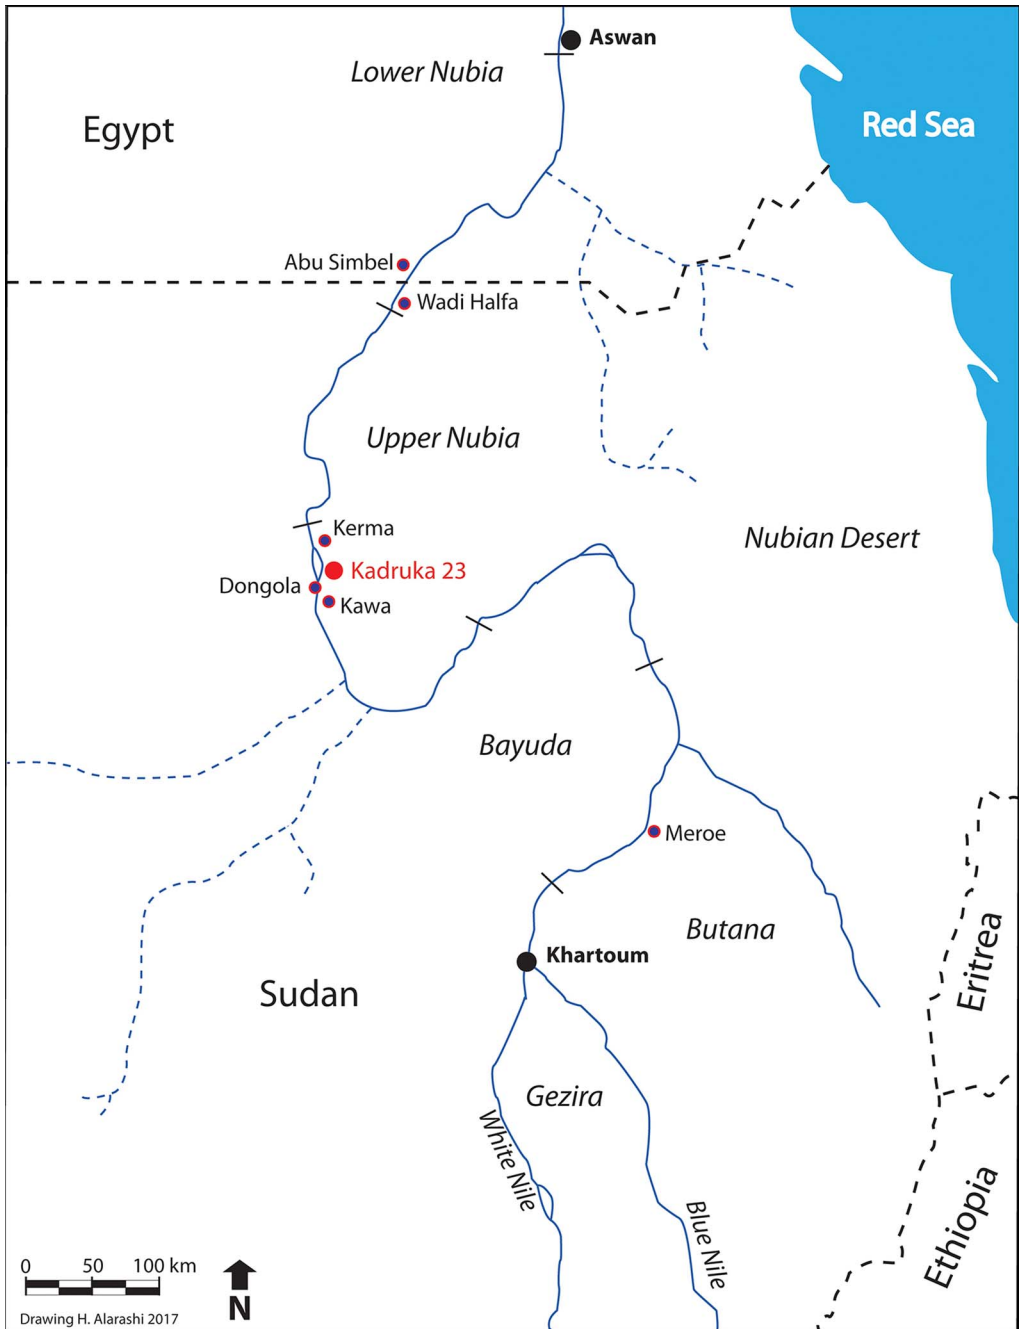 Aswan
Lower Nubia
Egypt
Red Sea
Abu Simbel
Wadi Halfa
Upper Nubia
Kerma
Nubian Desert
Kadruka 23
Dongola
Kawa
Bayuda
Meroe
Butana
Eritrea
Khartoum
Sudan
Gezira
White Nile
Blue Nile
Ethiopia
0 50 100 km
N
Drawing H. Alarashi 2017